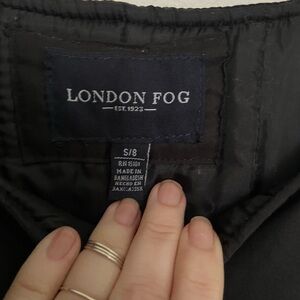 LONDON FOG
EST. 1923
S/8
MADE IN
BANGLADESH
HECHO EN
BANGLADESH